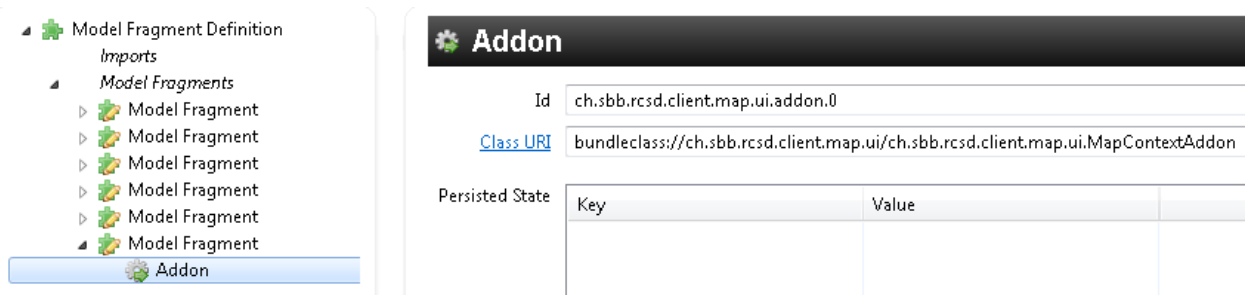 Model Fragment Definition
Imports
Model Fragments
Model Fragment
Model Fragment
Model Fragment
Model Fragment
Model Fragment
Model Fragment
Addon
Addon
Id ch.sbb.rcsd.client.map.ui.addon.0
Class URI bundleclass://ch.sbb.rcsd.client.map.ui/ch.sbb.rcsd.client.map.ui.MapContextAddon
Persisted State
Key Value